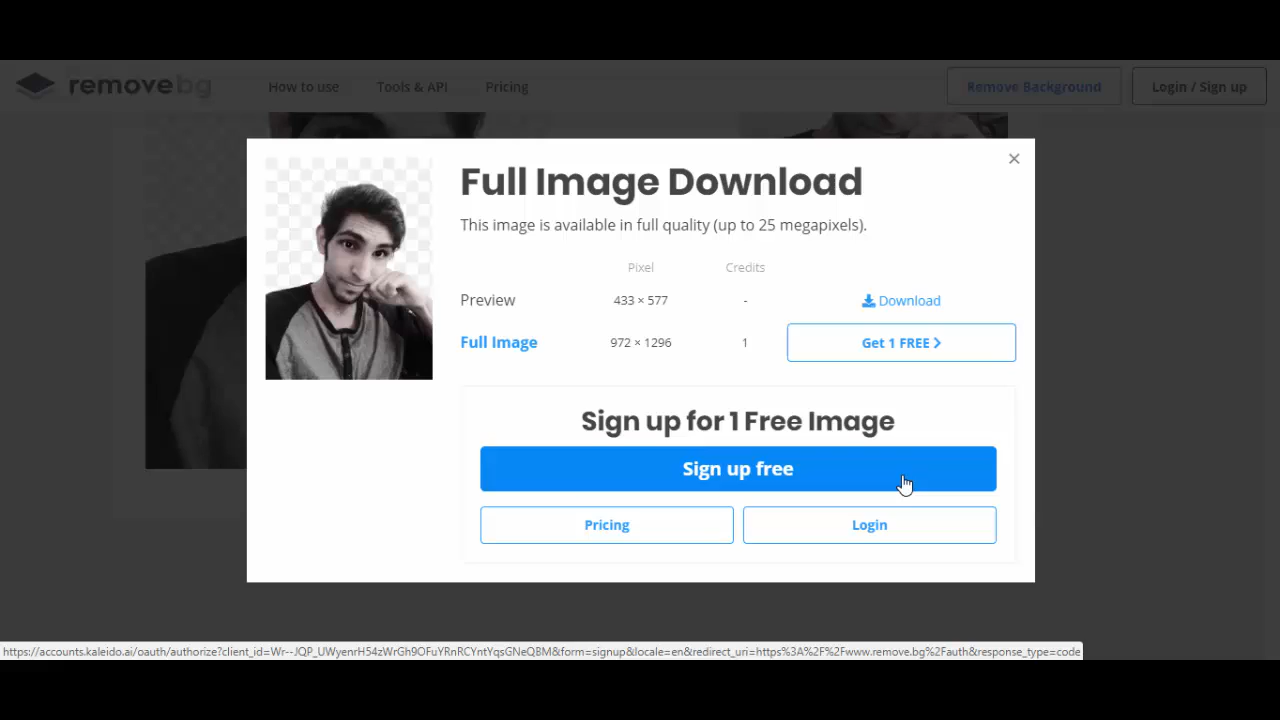 removebg
How to use
Tools & API
Pricing
Remove Background
Login / Sign up
Full Image Download
This image is available in full quality (up to 25 megapixels).
Pixel Credits
Preview 433 × 577 - Download
Full Image 972 × 1296 1 Get 1 FREE
Sign up for 1 Free Image
Sign up free
Pricing
Login
https://accounts.kaleido.ai/oauth/authorize?client_id=Wr--JQP_UWyenrH54zWrGh9OFuYRnRCYntYqsGNeQBM&form=signup&locale=en&redirect_uri=https%3A%2F%2Fwww.remove.bg%2Fauth&response_type=code